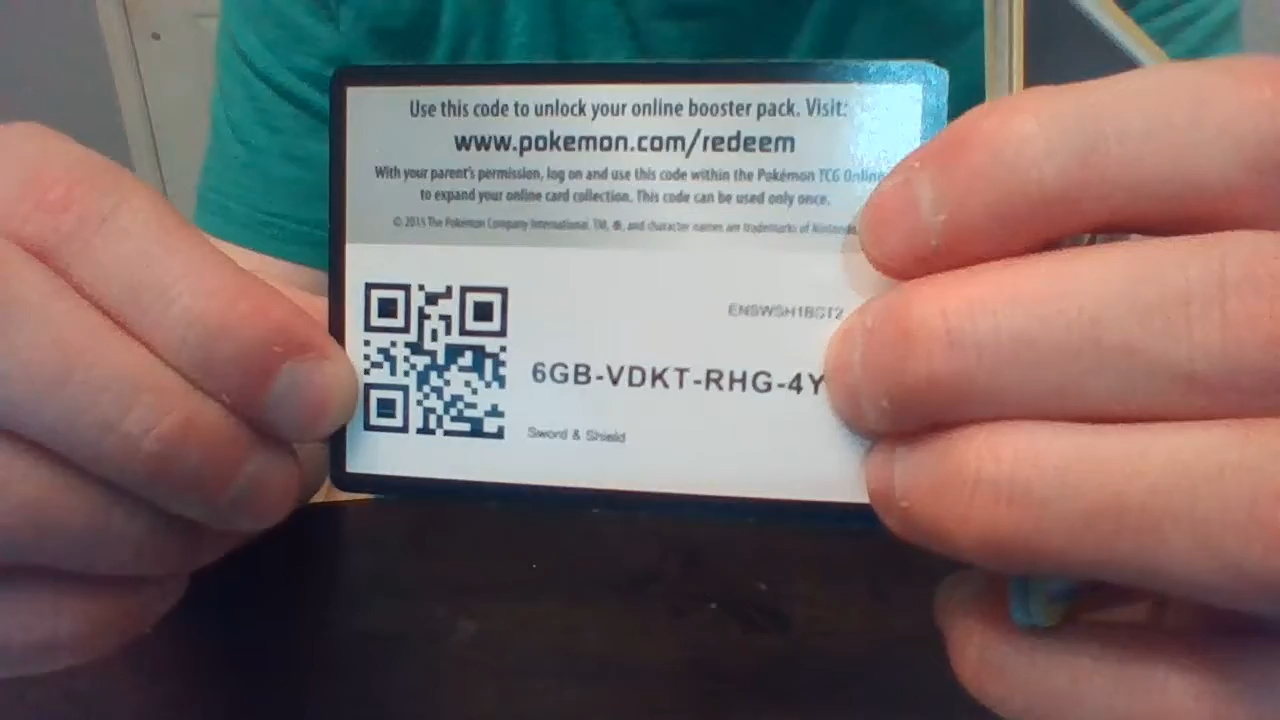 Use this code to unlock your online booster pack. Visit:
www.pokemon.com/redeem
With your parent's permission, log on and use this code within the Pokémon TCG Online
to expand your online card collection. This code can be used only once.
© 2015 The Pokémon Company International. TM, ®, and character names are trademarks of Nintendo.
ENSWSH1BST2
6GB-VDKT-RHG-4Y
Sword & Shield